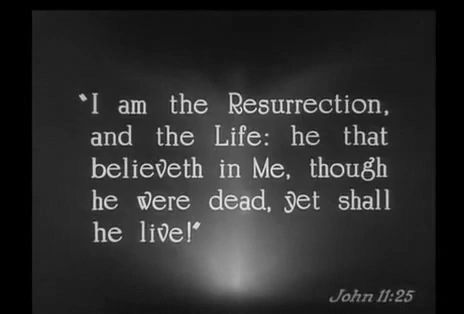 "I am the Resurrection,
and the Life: he that
believeth in Me, though
he were dead, yet shall
he live!"
John 11:25